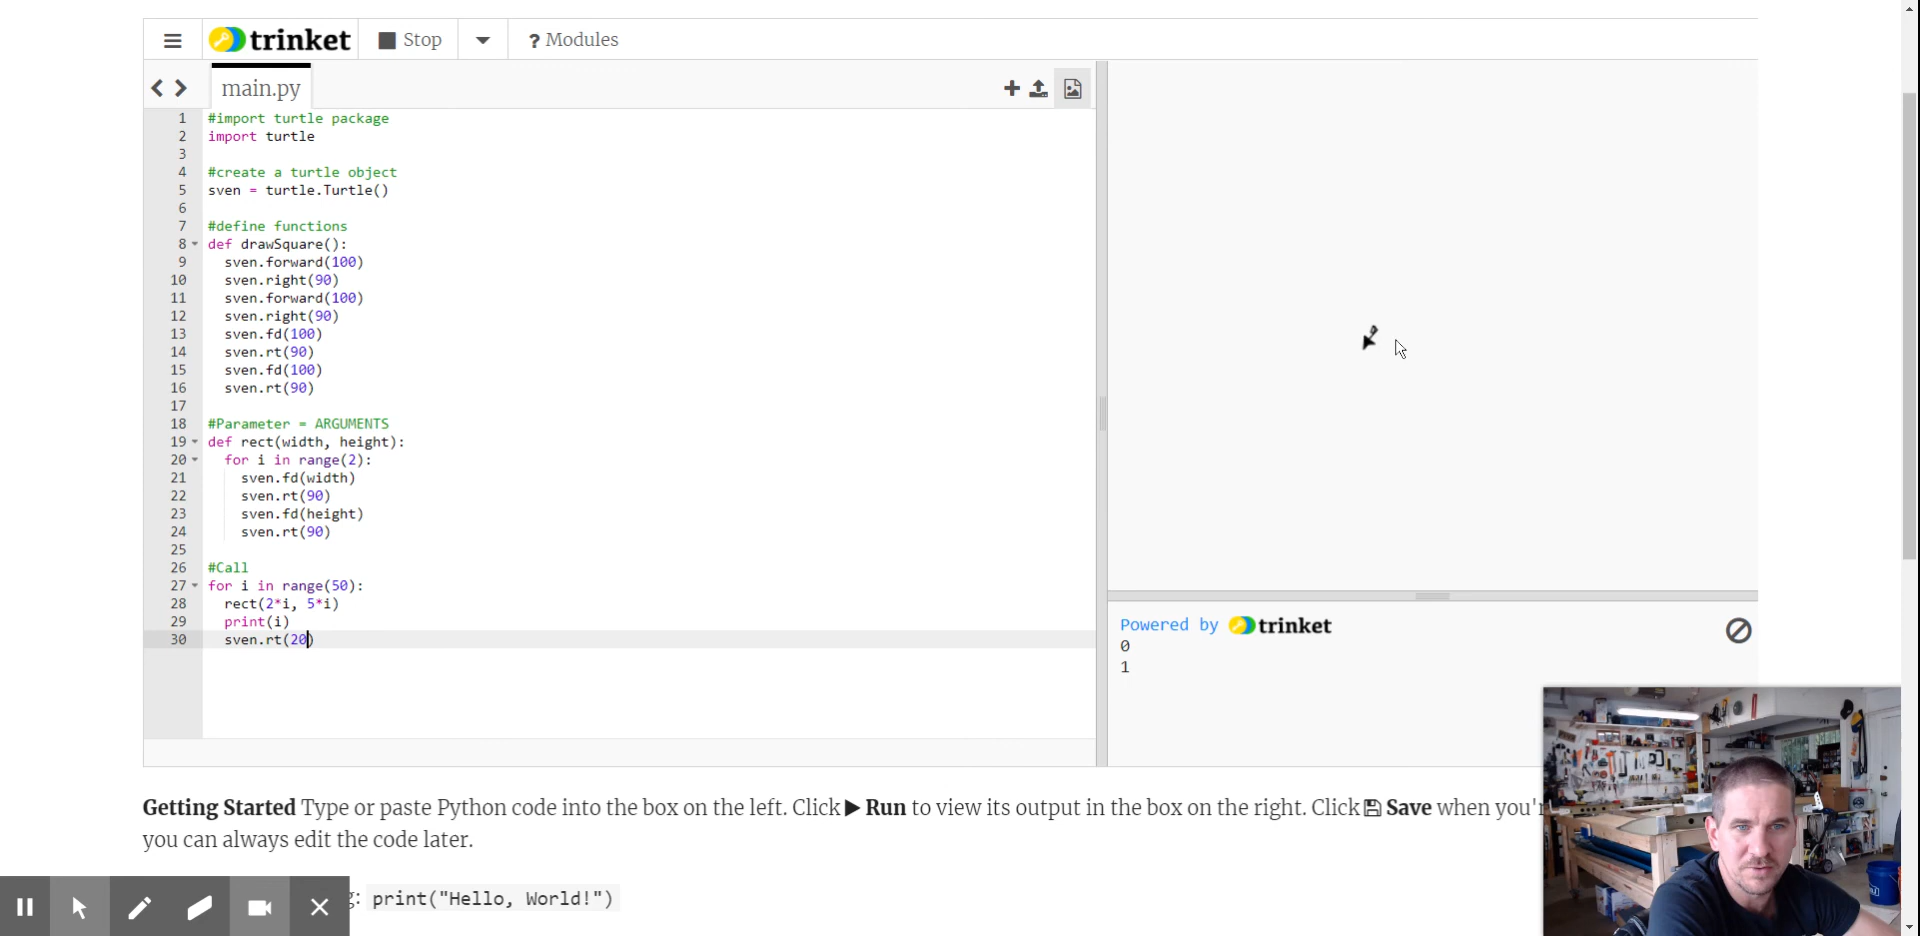 trinket Stop ? Modules
main.py
1 #import turtle package
2 import turtle
3
4 #create a turtle object
5 sven = turtle.Turtle()
6
7 #define functions
8 def drawSquare():
9 sven.forward(100)
10 sven.right(90)
11 sven.forward(100)
12 sven.right(90)
13 sven.fd(100)
14 sven.rt(90)
15 sven.fd(100)
16 sven.rt(90)
17
18 #Parameter = ARGUMENTS
19 def rect(width, height):
20 for i in range(2):
21 sven.fd(width)
22 sven.rt(90)
23 sven.fd(height)
24 sven.rt(90)
25
26 #Call
27 for i in range(50):
28 rect(2*i, 5*i)
29 print(i)
30 sven.rt(20)
Powered by trinket
0
1
Getting Started Type or paste Python code into the box on the left. Click Run to view its output in the box on the right. Click Save when you'r
you can always edit the code later.
g: print("Hello, World!")